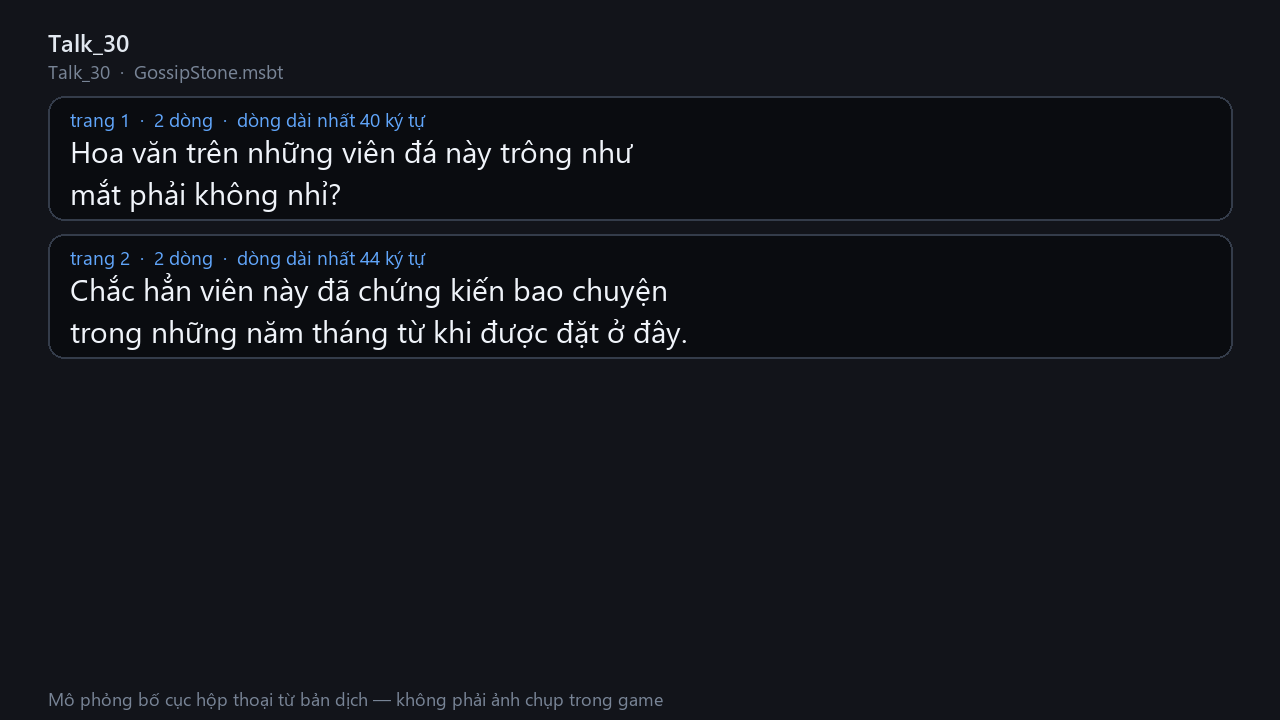 Talk_30
Talk_30 · GossipStone.msbt
trang 1 · 2 dòng · dòng dài nhất 40 ký tự
Hoa văn trên những viên đá này trông như
mắt phải không nhỉ?
trang 2 · 2 dòng · dòng dài nhất 44 ký tự
Chắc hẳn viên này đã chứng kiến bao chuyện
trong những năm tháng từ khi được đặt ở đây.
Mô phỏng bố cục hộp thoại từ bản dịch — không phải ảnh chụp trong game